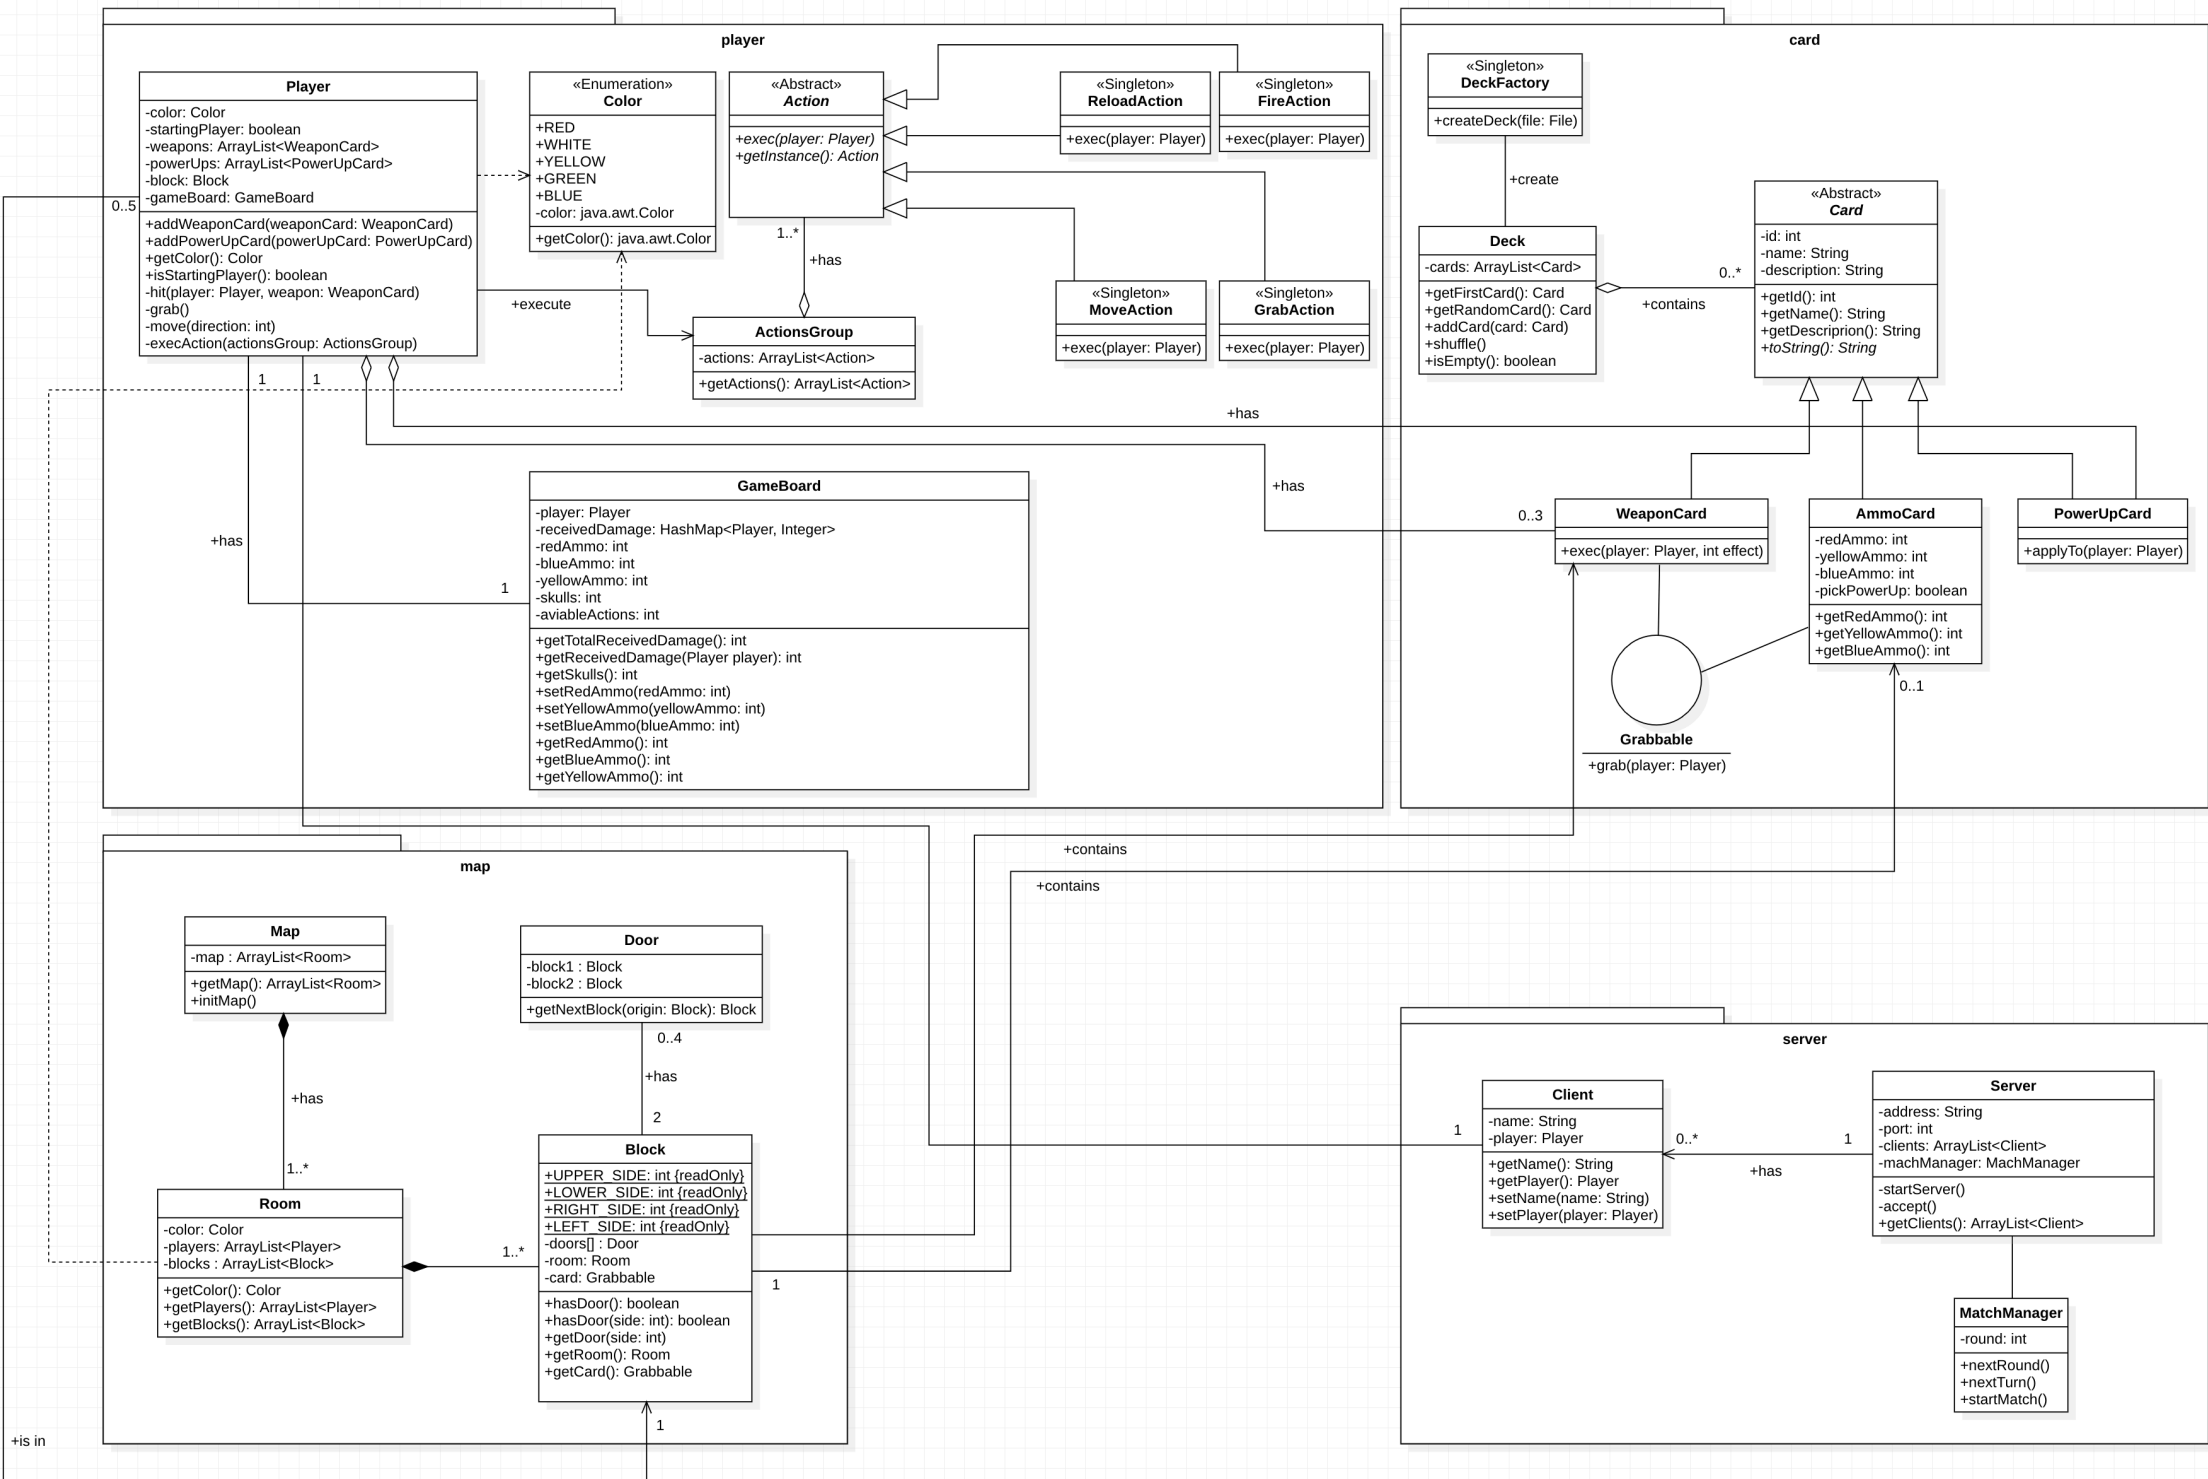 player
Player
-color: Color
-startingPlayer: boolean
-weapons: ArrayList<WeaponCard>
-powerUps: ArrayList<PowerUpCard>
-block: Block
-gameBoard: GameBoard
+addWeaponCard(weaponCard: WeaponCard)
+addPowerUpCard(powerUpCard: PowerUpCard)
+getColor(): Color
+isStartingPlayer(): boolean
-hit(player: Player, weapon: WeaponCard)
-grab()
-move(direction: int)
-execAction(actionsGroup: ActionsGroup)
0..5
1
1
«Enumeration»
Color
+RED
+WHITE
+YELLOW
+GREEN
+BLUE
-color: java.awt.Color
+getColor(): java.awt.Color
«Abstract»
Action
+exec(player: Player)
+getInstance(): Action
1..*
+has
«Singleton»
ReloadAction
+exec(player: Player)
«Singleton»
FireAction
+exec(player: Player)
«Singleton»
MoveAction
+exec(player: Player)
«Singleton»
GrabAction
+exec(player: Player)
+execute
ActionsGroup
-actions: ArrayList<Action>
+getActions(): ArrayList<Action>
+has
+has
+has
1
GameBoard
-player: Player
-receivedDamage: HashMap<Player, Integer>
-redAmmo: int
-blueAmmo: int
-yellowAmmo: int
-skulls: int
-aviableActions: int
+getTotalReceivedDamage(): int
+getReceivedDamage(Player player): int
+getSkulls(): int
+setRedAmmo(redAmmo: int)
+setYellowAmmo(yellowAmmo: int)
+setBlueAmmo(blueAmmo: int)
+getRedAmmo(): int
+getBlueAmmo(): int
+getYellowAmmo(): int
card
«Singleton»
DeckFactory
+createDeck(file: File)
+create
Deck
-cards: ArrayList<Card>
+getFirstCard(): Card
+getRandomCard(): Card
+addCard(card: Card)
+shuffle()
+isEmpty(): boolean
0..*
+contains
«Abstract»
Card
-id: int
-name: String
-description: String
+getId(): int
+getName(): String
+getDescriprion(): String
+toString(): String
0..3
WeaponCard
+exec(player: Player, int effect)
AmmoCard
-redAmmo: int
-yellowAmmo: int
-blueAmmo: int
-pickPowerUp: boolean
+getRedAmmo(): int
+getYellowAmmo(): int
+getBlueAmmo(): int
PowerUpCard
+applyTo(player: Player)
0..1
Grabbable
+grab(player: Player)
+contains
+contains
map
Map
-map : ArrayList<Room>
+getMap(): ArrayList<Room>
+initMap()
+has
1..*
Door
-block1 : Block
-block2 : Block
+getNextBlock(origin: Block): Block
0..4
+has
2
Room
-color: Color
-players: ArrayList<Player>
-blocks : ArrayList<Block>
+getColor(): Color
+getPlayers(): ArrayList<Player>
+getBlocks(): ArrayList<Block>
1..*
Block
+UPPER_SIDE: int {readOnly}
+LOWER_SIDE: int {readOnly}
+RIGHT_SIDE: int {readOnly}
+LEFT_SIDE: int {readOnly}
-doors[] : Door
-room: Room
-card: Grabbable
+hasDoor(): boolean
+hasDoor(side: int): boolean
+getDoor(side: int)
+getRoom(): Room
+getCard(): Grabbable
1
1
+is in
server
Client
-name: String
-player: Player
+getName(): String
+getPlayer(): Player
+setName(name: String)
+setPlayer(player: Player)
1
0..*
1
+has
Server
-address: String
-port: int
-clients: ArrayList<Client>
-machManager: MachManager
-startServer()
-accept()
+getClients(): ArrayList<Client>
MatchManager
-round: int
+nextRound()
+nextTurn()
+startMatch()